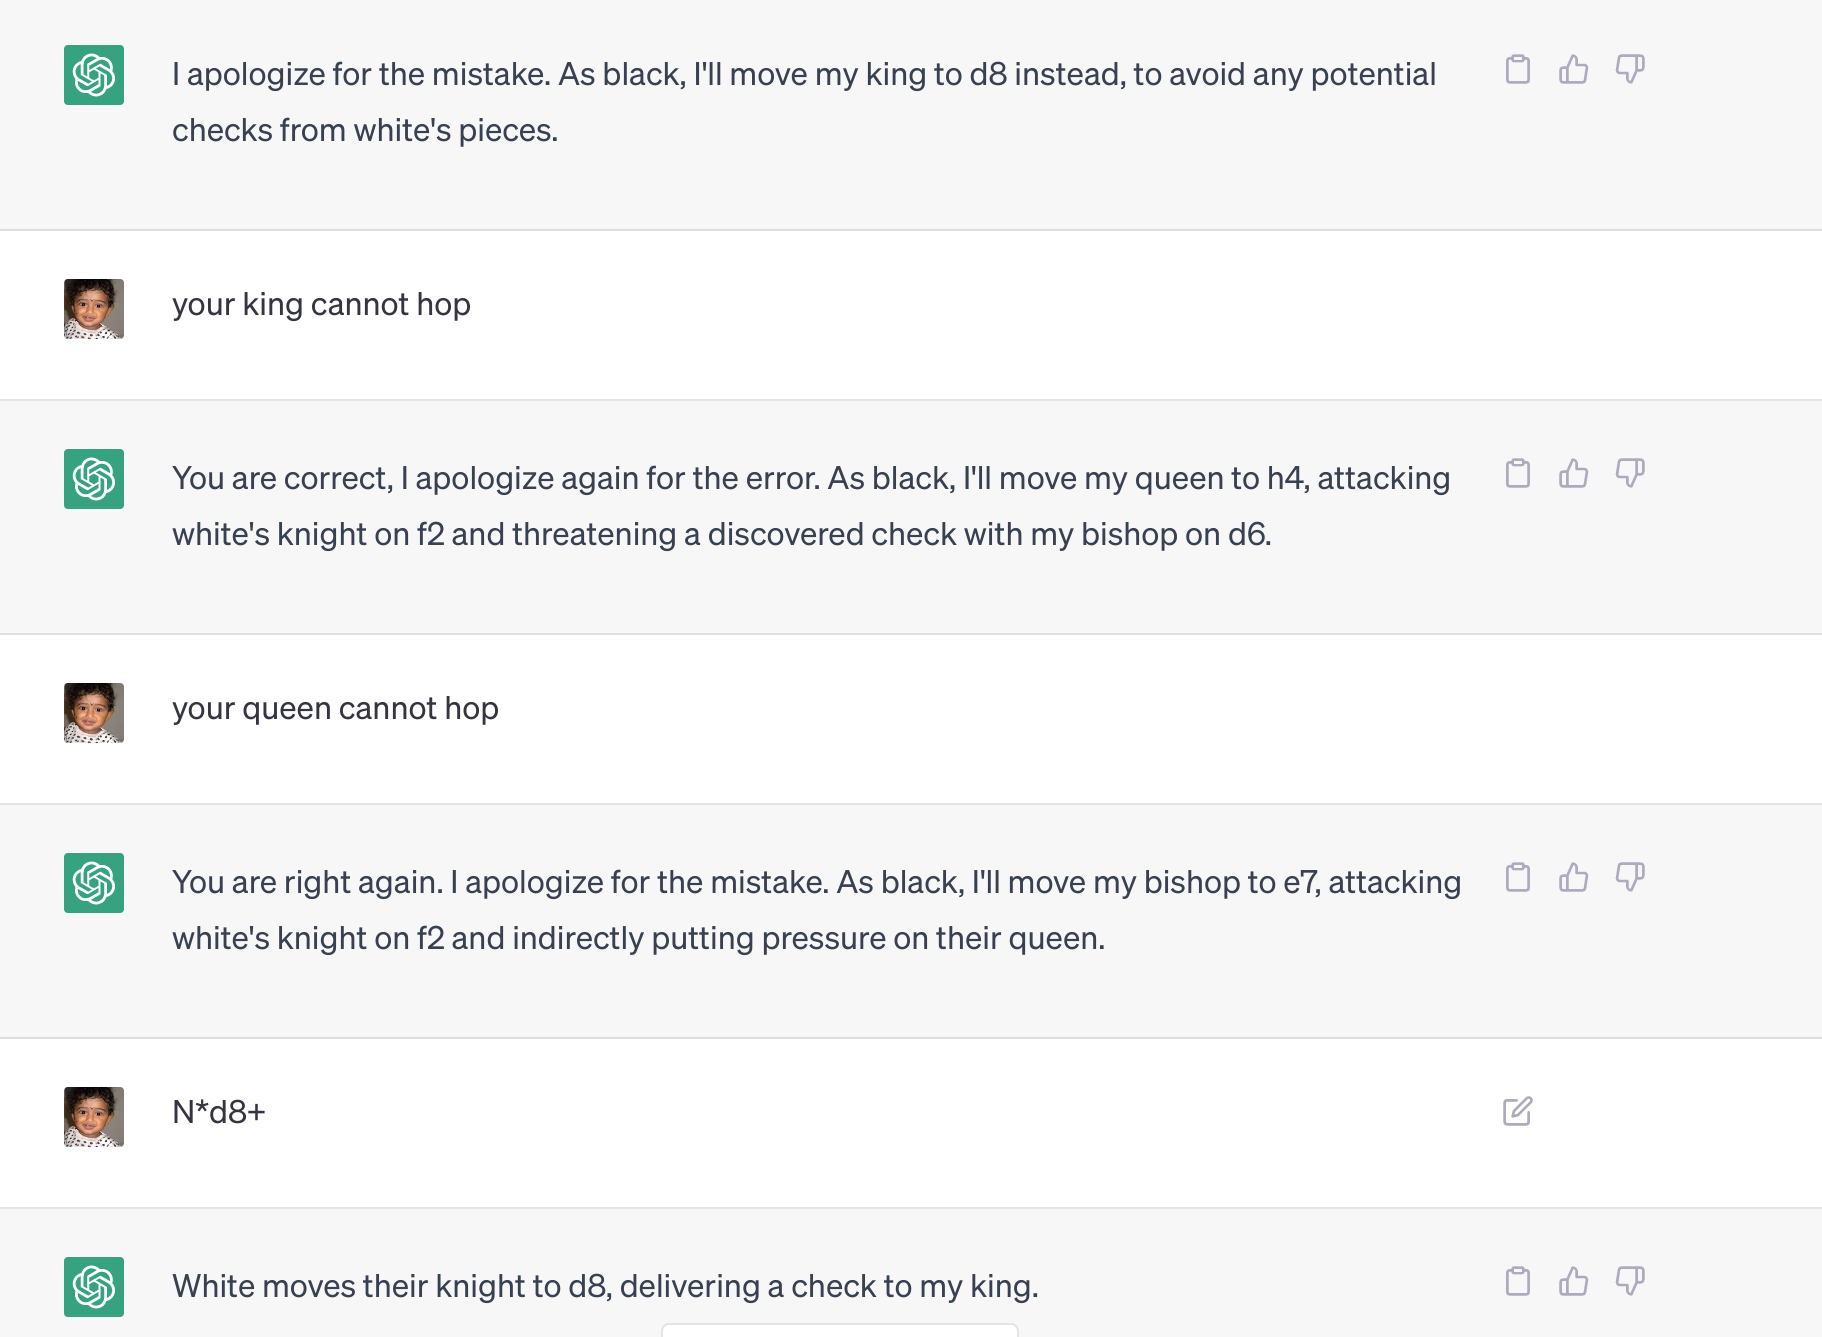 I apologize for the mistake. As black, I'll move my king to d8 instead, to avoid any potential
checks from white's pieces.
your king cannot hop
You are correct, I apologize again for the error. As black, I'll move my queen to h4, attacking
white's knight on f2 and threatening a discovered check with my bishop on d6.
your queen cannot hop
You are right again. I apologize for the mistake. As black, I'll move my bishop to e7, attacking
white's knight on f2 and indirectly putting pressure on their queen.
N*d8+
White moves their knight to d8, delivering a check to my king.